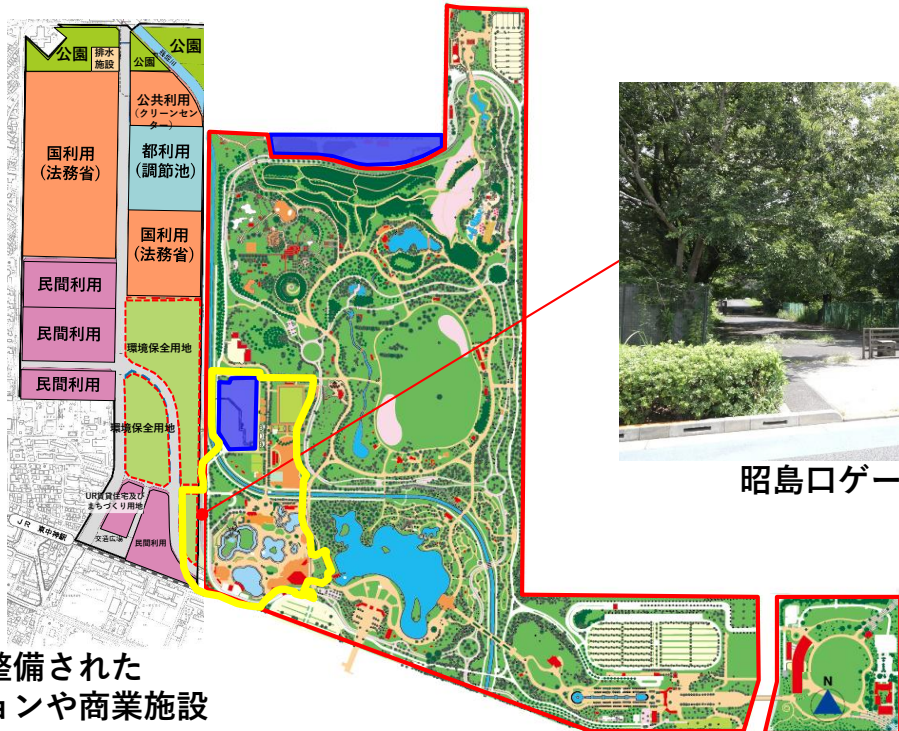 公園
排水
施設
公園
公園
残堀川
公共利用
(クリーンセン
ター)
国利用
(法務省)
都利用
(調節池)
国利用
(法務省)
民間利用
民間利用
民間利用
環境保全用地
環境保全用地
UR賃貸住宅及び
まちづくり用地
交通広場
民間利用
JR 東中神駅
昭島口ゲー
整備された
ョンや商業施設
N